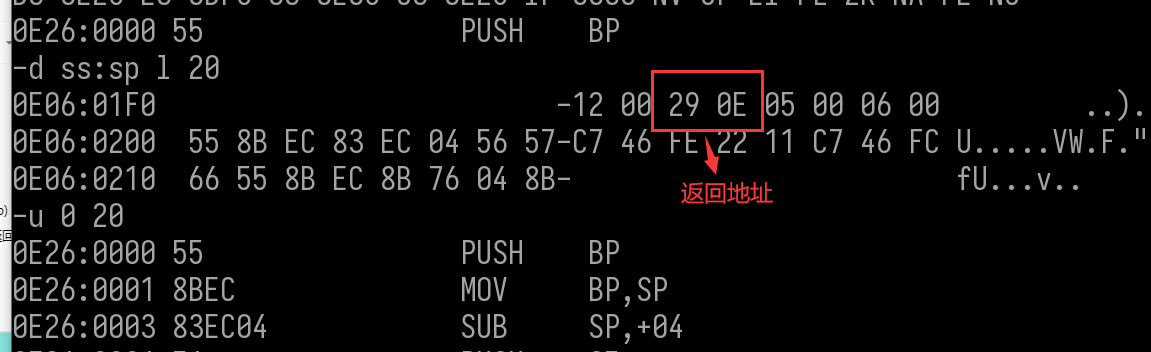 0E26:0000 55 PUSH BP
-d ss:sp l 20
0E06:01F0 -12 00 29 0E 05 00 06 00 ..).
0E06:0200 55 8B EC 83 EC 04 56 57-C7 46 FE 22 11 C7 46 FC U.....VW.F."
0E06:0210 66 55 8B EC 8B 76 04 8B- fU...v..
返回地址
-u 0 20
0E26:0000 55 PUSH BP
0E26:0001 8BEC MOV BP,SP
0E26:0003 83EC04 SUB SP,+04